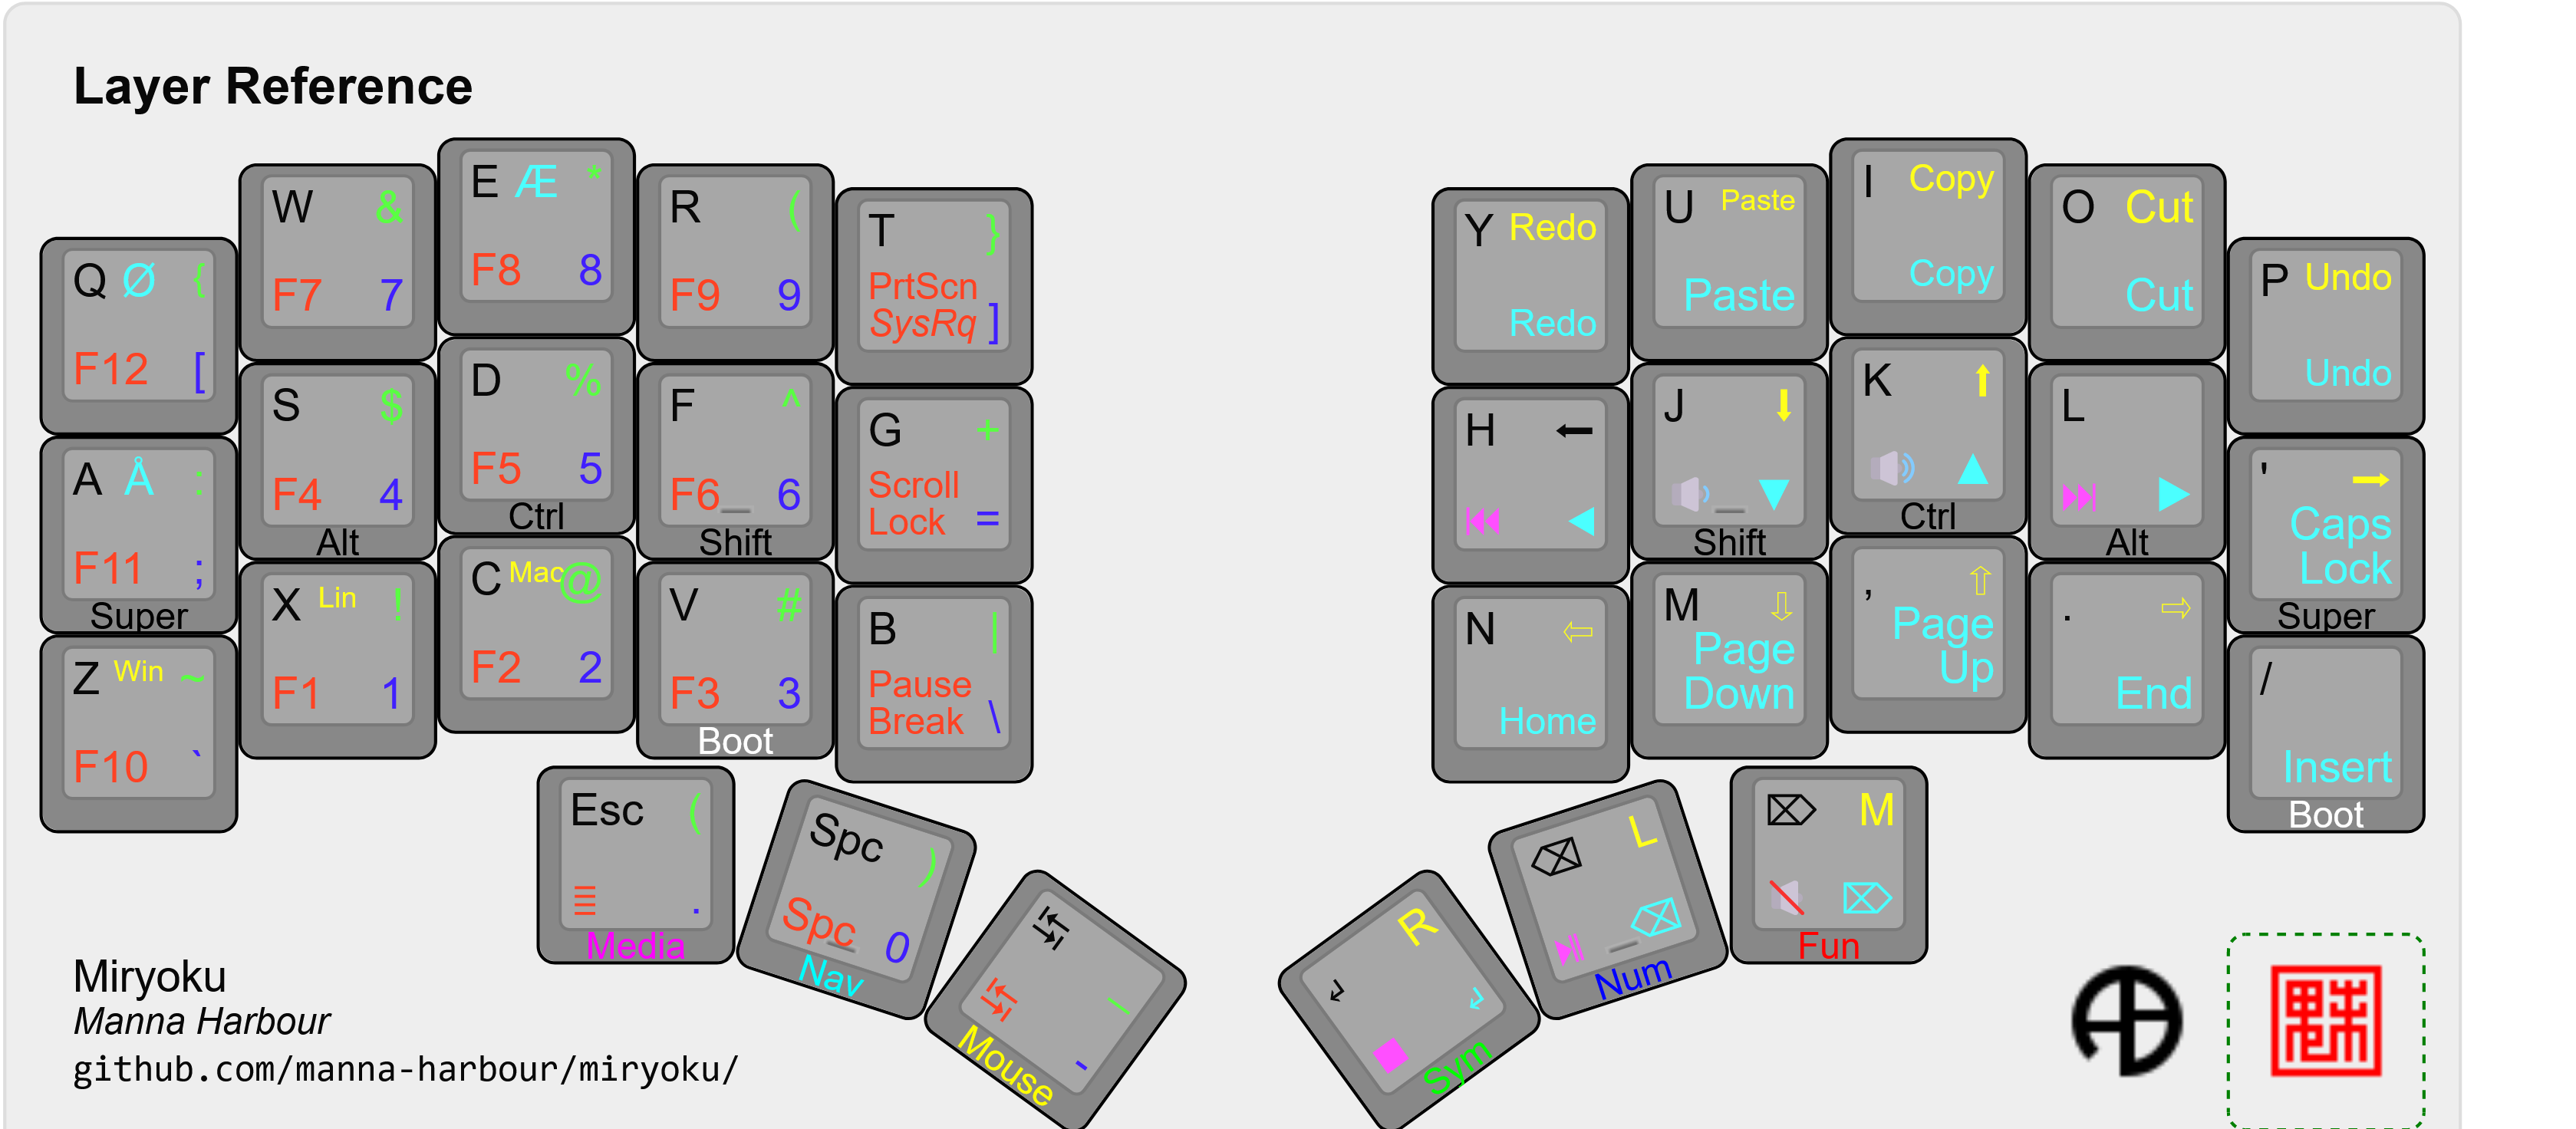 Layer Reference
Q Ø {
F12 [
W &
F7 7
E Æ *
F8 8
R (
F9 9
T }
PrtScn
SysRq ]
Y Redo
Redo
U Paste
Paste
I Copy
Copy
O Cut
Cut
P Undo
Undo
A Å :
F11 ;
Super
S $
F4 4
Alt
D %
F5 5
Ctrl
F ^
F6 6
Shift
G +
Scroll
Lock =
H ←
J
Shift
K
Ctrl
L
Alt
' →
Caps
Lock
Super
Z Win ~
F10 `
X Lin !
F1 1
C Mac @
F2 2
V #
F3 3
Boot
B |
Pause
Break \
N ⇦
Home
M ⇩
Page
Down
, ⇧
Page
Up
. ⇨
End
/
Insert
Boot
Esc (
.
Media
Spc )
Spc 0
Nav
_
-
Mouse
R
Sym
L
Num
M
Fun
Miryoku
Manna Harbour
github.com/manna-harbour/miryoku/